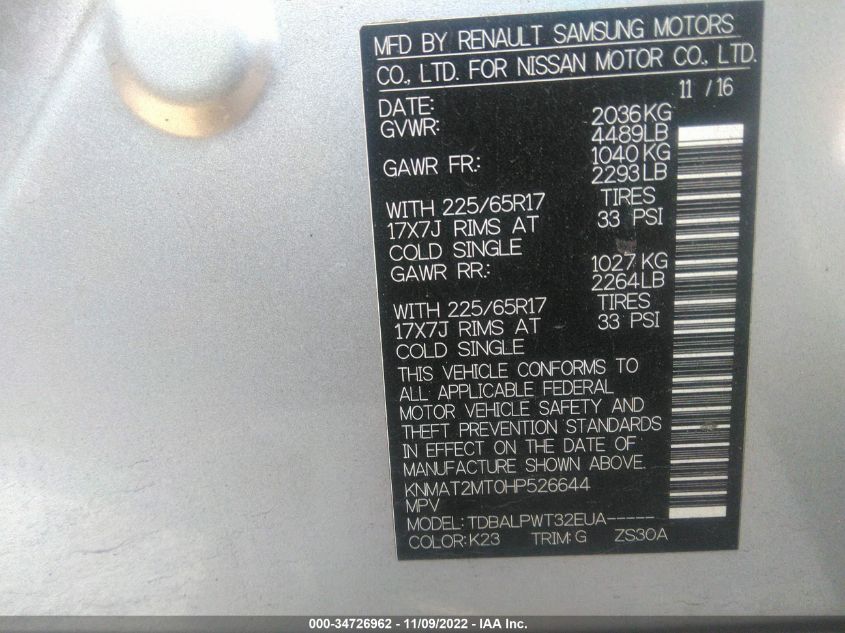 MFD BY RENAULT SAMSUNG MOTORS
CO., LTD. FOR NISSAN MOTOR CO., LTD.
DATE: 11 / 16
GVWR: 2036KG
4489LB
GAWR FR.: 1040 KG
2293LB
WITH 225/65R17 TIRES
17X7J RIMS AT 33 PSI
COLD SINGLE
GAWR RR.: 1027 KG
2264LB
WITH 225/65R17 TIRES
17X7J RIMS AT 33 PSI
COLD SINGLE
THIS VEHICLE CONFORMS TO
ALL APPLICABLE FEDERAL
MOTOR VEHICLE SAFETY AND
THEFT PREVENTION STANDARDS
IN EFFECT ON THE DATE OF
MANUFACTURE SHOWN ABOVE.
KNMAT2MT0HP526644
MPV
MODEL: TDBALPWT32EUA-----
COLOR: K23 TRIM: G ZS30A
000-34726962 - 11/09/2022 - IAA Inc.